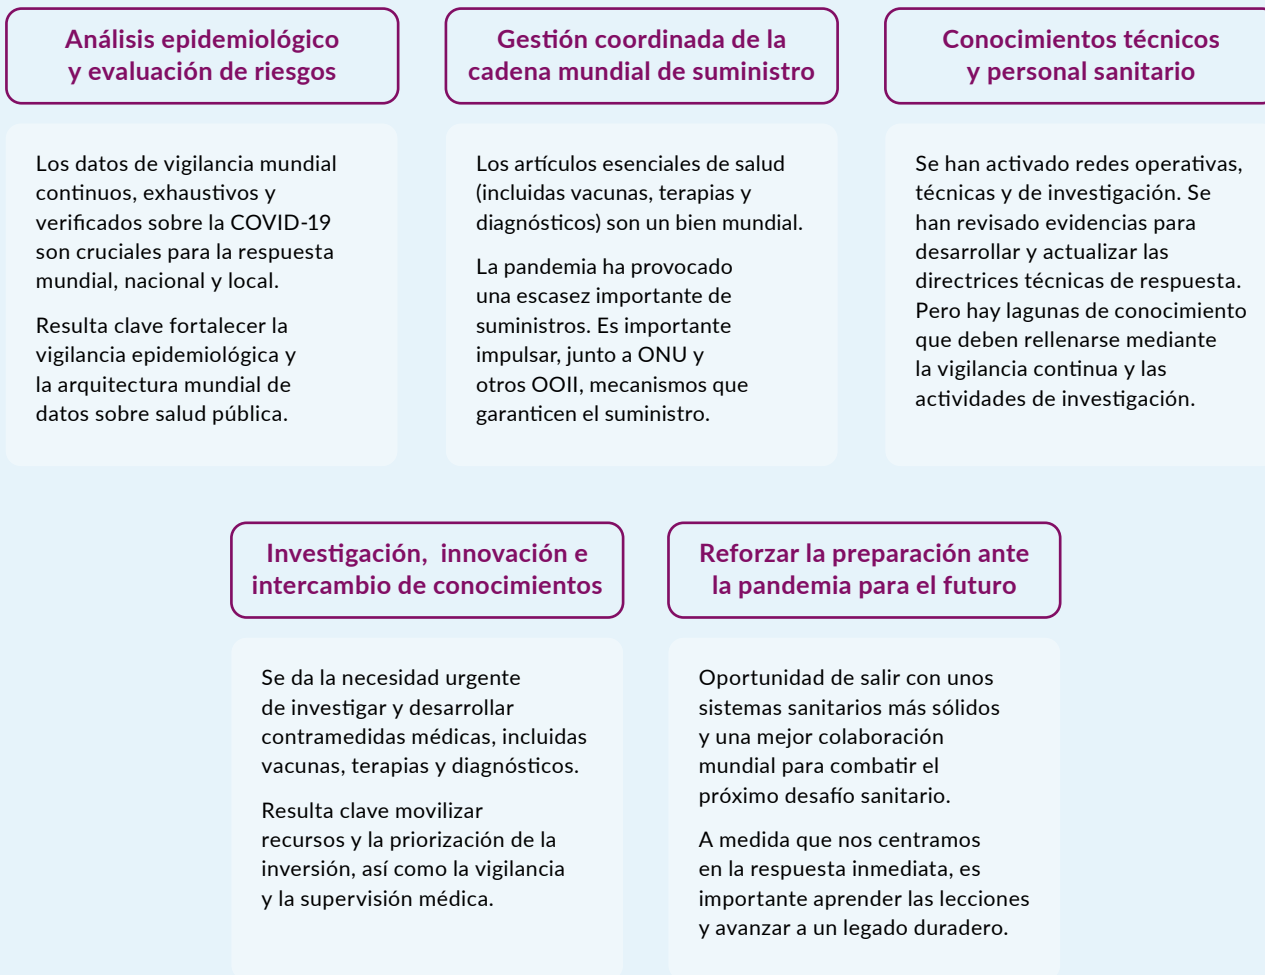 Análisis epidemiológico
y evaluación de riesgos
Los datos de vigilancia mundial
continuos, exhaustivos y
verificados sobre la COVID-19
son cruciales para la respuesta
mundial, nacional y local.
Resulta clave fortalecer la
vigilancia epidemiológica y
la arquitectura mundial de
datos sobre salud pública.
Gestión coordinada de la
cadena mundial de suministro
Los artículos esenciales de salud
(incluidas vacunas, terapias y
diagnósticos) son un bien mundial.
La pandemia ha provocado
una escasez importante de
suministros. Es importante
impulsar, junto a ONU y
otros OOII, mecanismos que
garanticen el suministro.
Conocimientos técnicos
y personal sanitario
Se han activado redes operativas,
técnicas y de investigación. Se
han revisado evidencias para
desarrollar y actualizar las
directrices técnicas de respuesta.
Pero hay lagunas de conocimiento
que deben rellenarse mediante
la vigilancia continua y las
actividades de investigación.
Investigación, innovación e
intercambio de conocimientos
Se da la necesidad urgente
de investigar y desarrollar
contramedidas médicas, incluidas
vacunas, terapias y diagnósticos.
Resulta clave movilizar
recursos y la priorización de la
inversión, así como la vigilancia
y la supervisión médica.
Reforzar la preparación ante
la pandemia para el futuro
Oportunidad de salir con unos
sistemas sanitarios más sólidos
y una mejor colaboración
mundial para combatir el
próximo desafío sanitario.
A medida que nos centramos
en la respuesta inmediata, es
importante aprender las lecciones
y avanzar a un legado duradero.